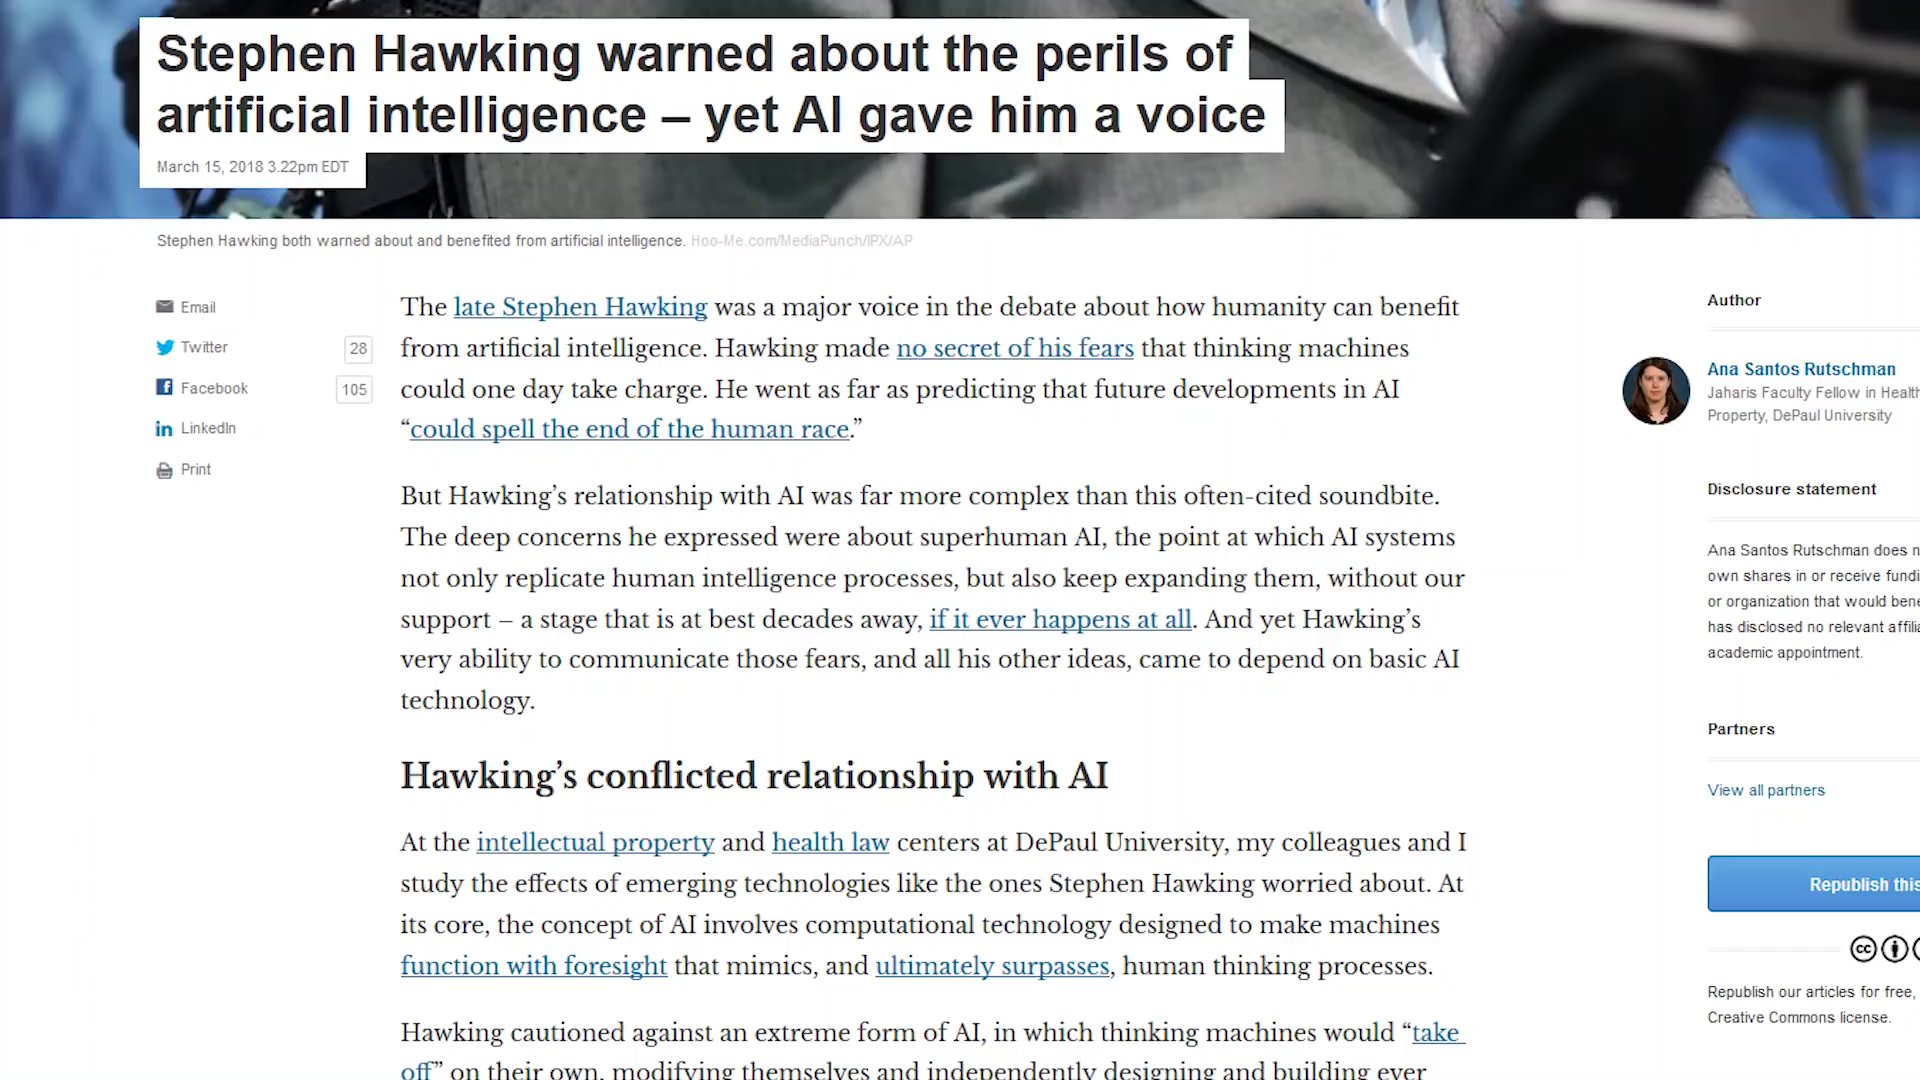 Stephen Hawking warned about the perils of
artificial intelligence – yet AI gave him a voice
March 15, 2018 3.22pm EDT
Stephen Hawking both warned about and benefited from artificial intelligence. Hoo-Me.com/MediaPunch/IPX/AP
Email
Twitter 28
Facebook 105
LinkedIn
Print
The late Stephen Hawking was a major voice in the debate about how humanity can benefit
from artificial intelligence. Hawking made no secret of his fears that thinking machines
could one day take charge. He went as far as predicting that future developments in AI
“could spell the end of the human race.”
But Hawking’s relationship with AI was far more complex than this often-cited soundbite.
The deep concerns he expressed were about superhuman AI, the point at which AI systems
not only replicate human intelligence processes, but also keep expanding them, without our
support – a stage that is at best decades away, if it ever happens at all. And yet Hawking’s
very ability to communicate those fears, and all his other ideas, came to depend on basic AI
technology.
Hawking’s conflicted relationship with AI
At the intellectual property and health law centers at DePaul University, my colleagues and I
study the effects of emerging technologies like the ones Stephen Hawking worried about. At
its core, the concept of AI involves computational technology designed to make machines
function with foresight that mimics, and ultimately surpasses, human thinking processes.
Hawking cautioned against an extreme form of AI, in which thinking machines would “take
off” on their own, modifying themselves and independently designing and building ever
Author
Ana Santos Rutschman
Jaharis Faculty Fellow in Health
Property, DePaul University
Disclosure statement
Ana Santos Rutschman does n
own shares in or receive fundi
or organization that would bene
has disclosed no relevant affilia
academic appointment.
Partners
View all partners
Republish this
cc
Republish our articles for free,
Creative Commons license.